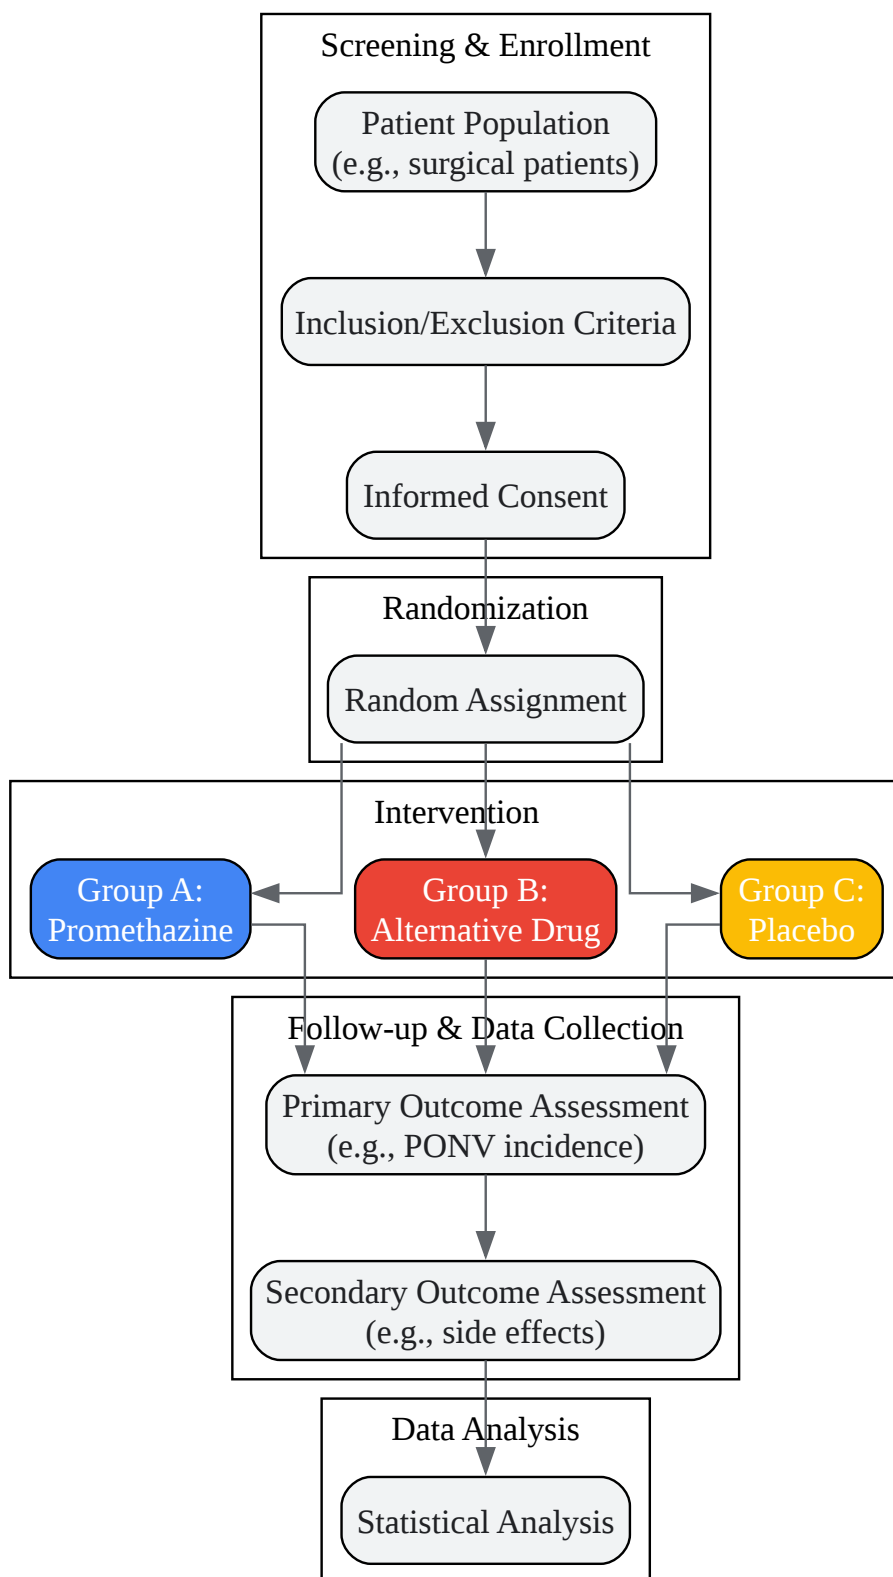 Screening & Enrollment
Patient Population
(e.g., surgical patients)
Inclusion/Exclusion Criteria
Informed Consent
Randomization
Random Assignment
Intervention
Group A:
Promethazine
Group B:
Alternative Drug
Group C:
Placebo
Follow-up & Data Collection
Primary Outcome Assessment
(e.g., PONV incidence)
Secondary Outcome Assessment
(e.g., side effects)
Data Analysis
Statistical Analysis